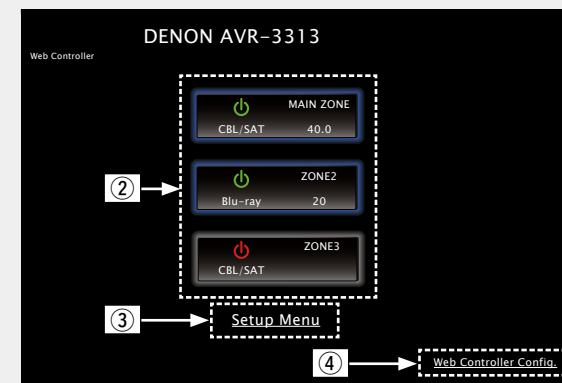 DENON AVR-3313
Web Controller
MAIN ZONE
CBL/SAT 40.0
② ZONE2
Blu-ray 20
ZONE3
CBL/SAT
③ Setup Menu
④ Web Controller Config.